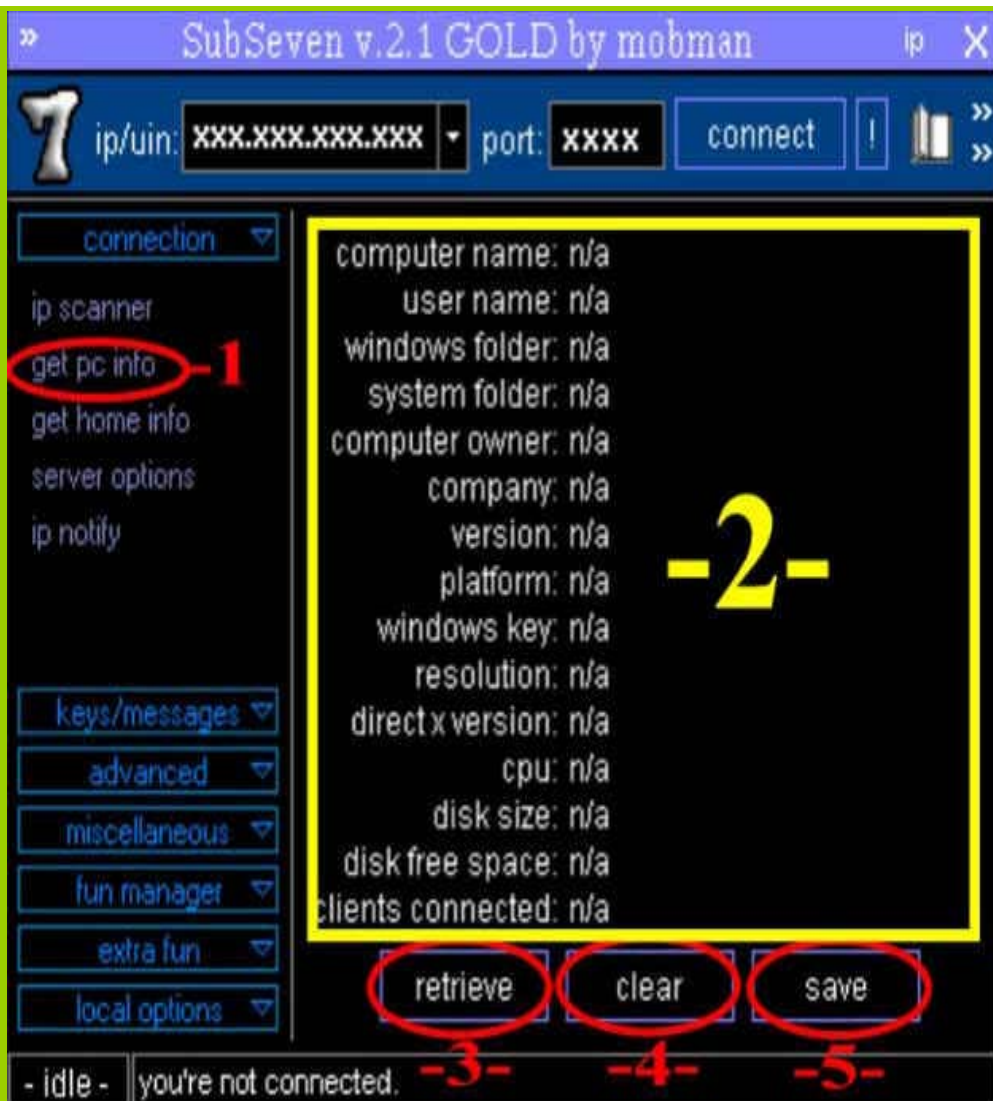 » SubSeven v.2.1 GOLD by mobman ip X
7 ip/uin: xxx.xxx.xxx.xxx port: xxxx connect ! »
»
connection
ip scanner
get pc info -1
get home info
server options
ip notify
keys/messages
advanced
miscellaneous
fun manager
extra fun
local options
computer name: n/a
user name: n/a
windows folder: n/a
system folder: n/a
computer owner: n/a
company: n/a
version: n/a
platform: n/a
windows key: n/a
resolution: n/a
direct x version: n/a
cpu: n/a
disk size: n/a
disk free space: n/a
clients connected: n/a
-2-
retrieve clear save
-3- -4- -5-
- idle - you're not connected.